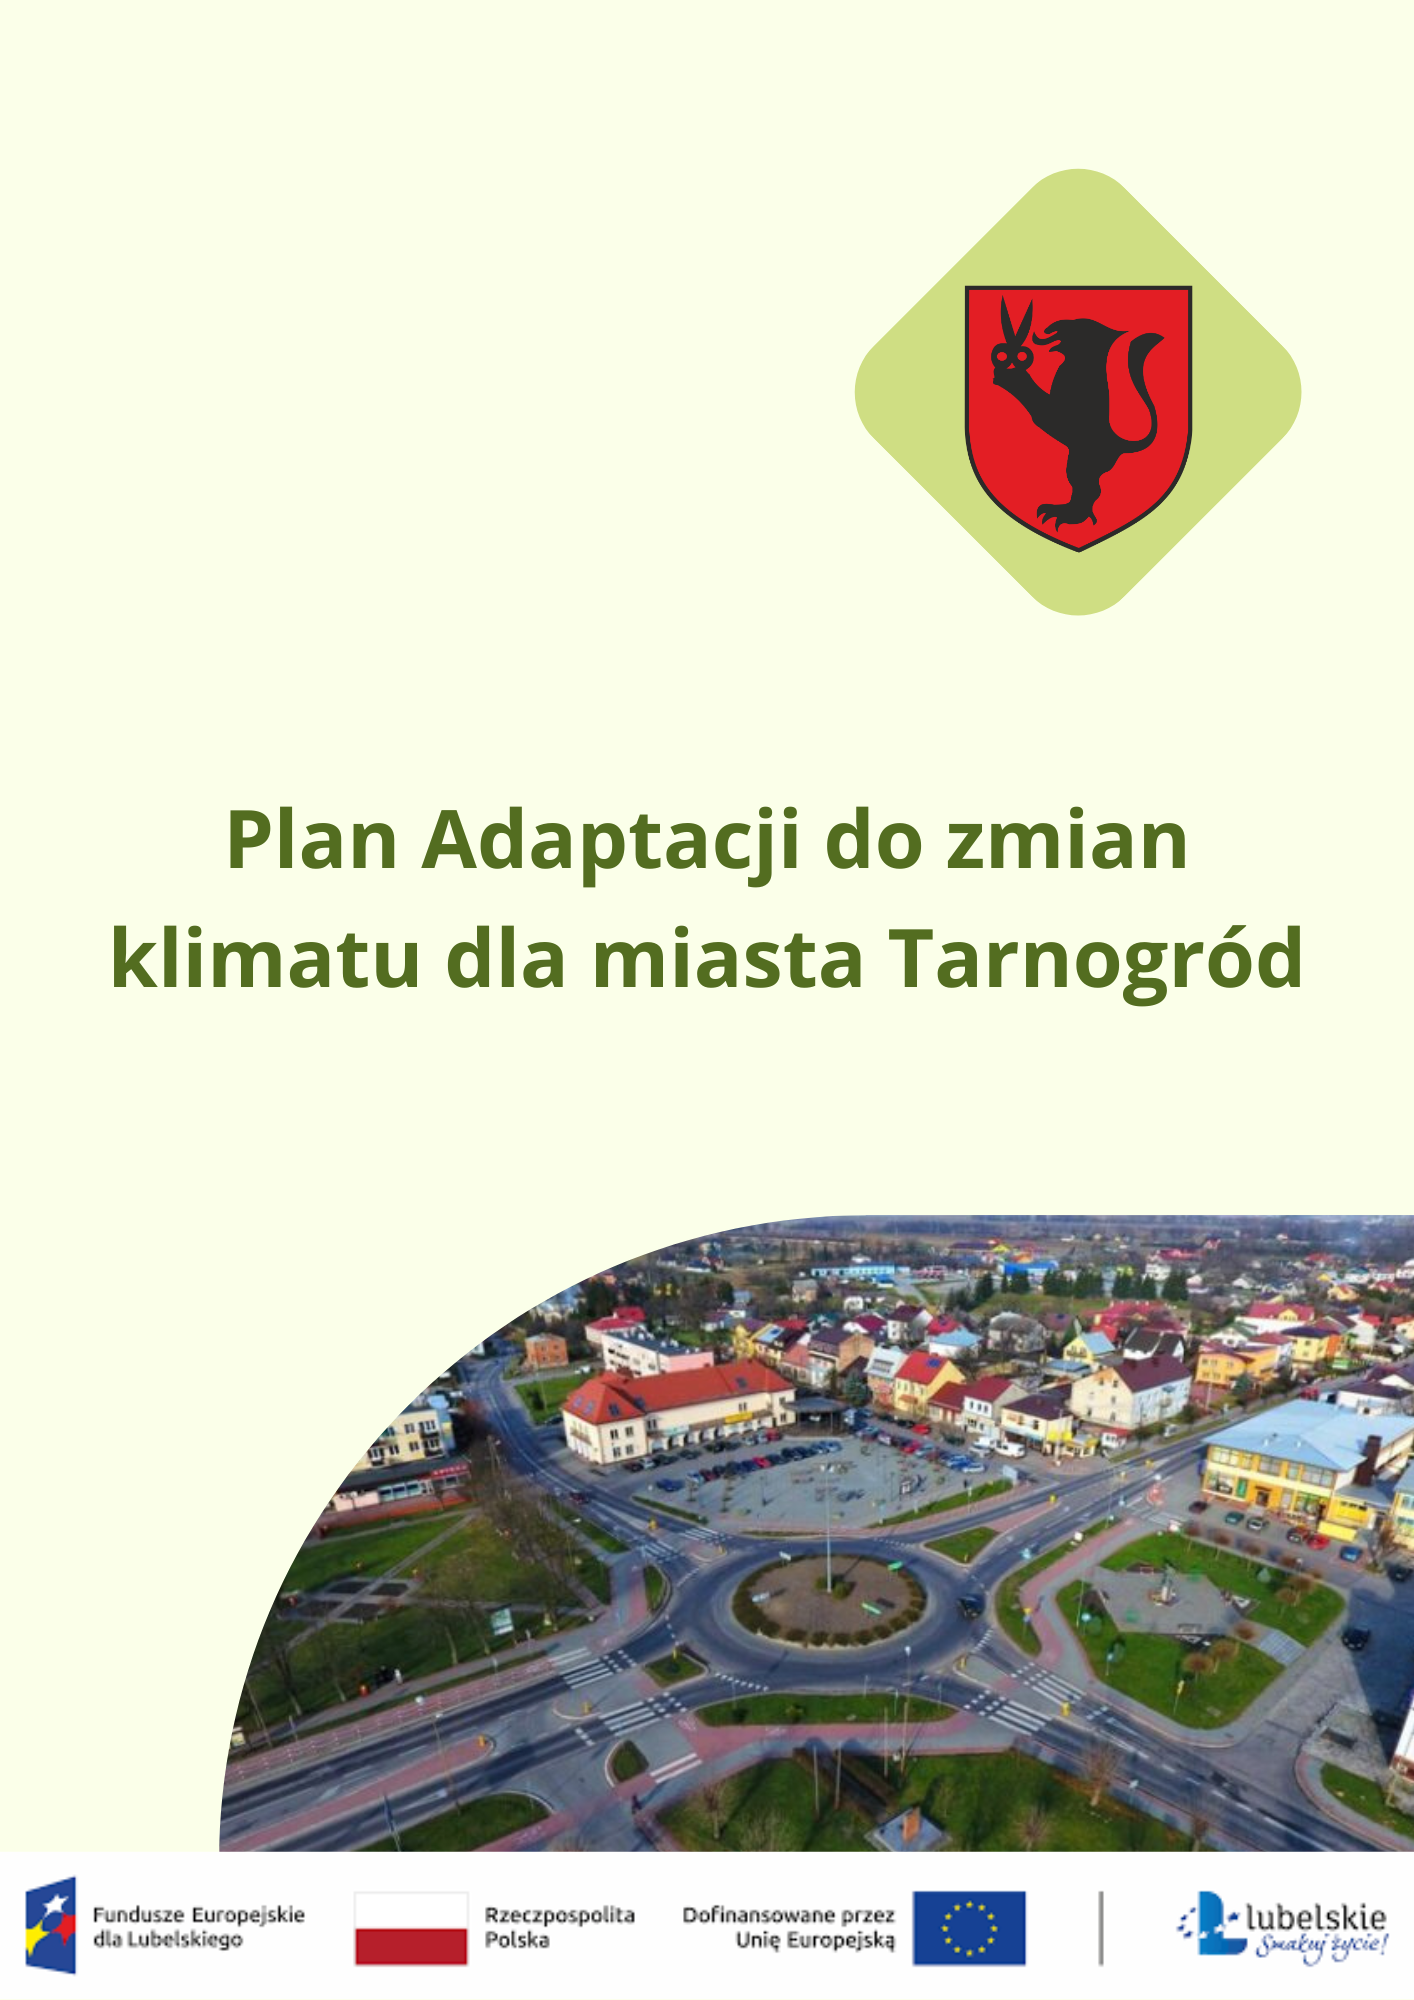 Plan Adaptacji do zmian
klimatu dla miasta Tarnogród
Fundusze Europejskie
dla Lubelskiego
Rzeczpospolita
Polska
Dofinansowane przez
Unię Europejską
lubelskie
Smakuj życie!